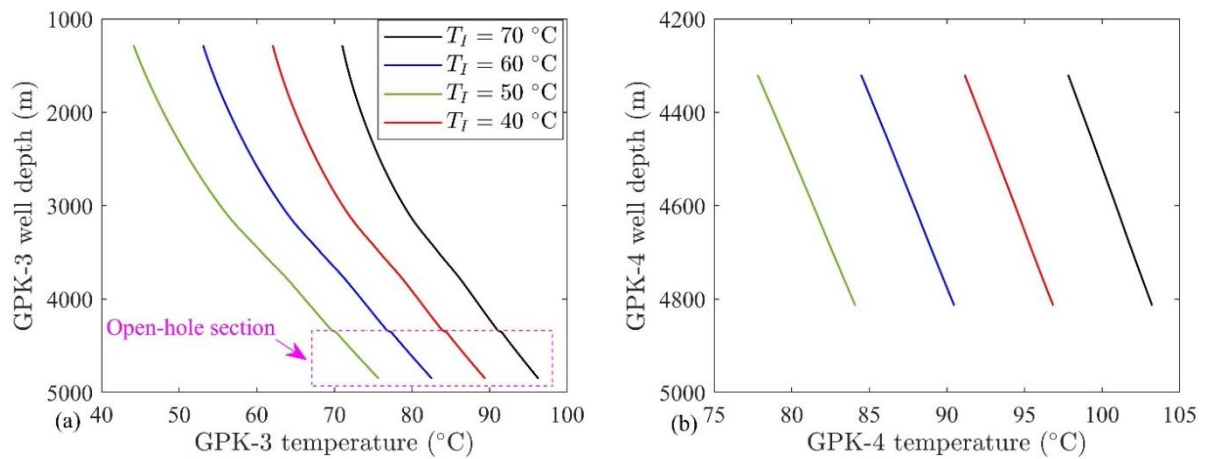 1000
2000
3000
4000
5000
GPK-3 well depth (m)
T_I = 70 °C
T_I = 60 °C
T_I = 50 °C
T_I = 40 °C
Open-hole section
40 50 60 70 80 90 100
(a)
GPK-3 temperature (°C)
4200
4400
4600
4800
5000
GPK-4 well depth (m)
75 80 85 90 95 100 105
(b)
GPK-4 temperature (°C)